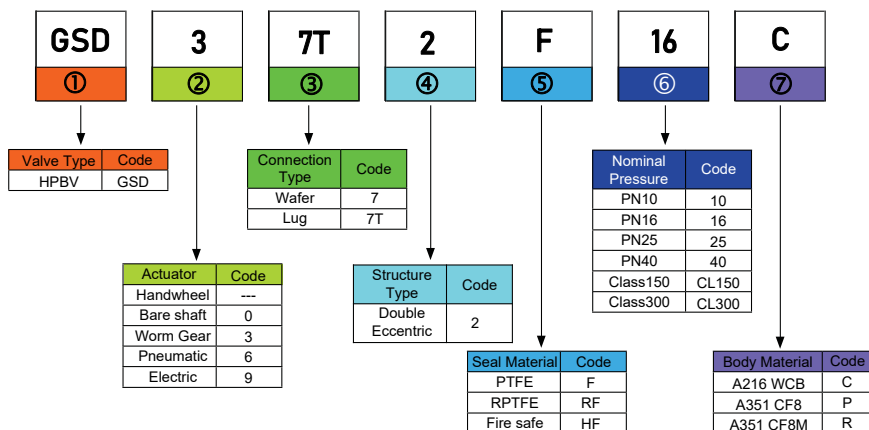 GSD 3 7T 2 F 16 C
① ② ③ ④ ⑤ ⑥ ⑦
Valve Type Code
HPBV GSD
Connection Type Code
Wafer 7
Lug 7T
Nominal Pressure Code
PN10 10
PN16 16
PN25 25
PN40 40
Class150 CL150
Class300 CL300
Actuator Code
Handwheel ---
Bare shaft 0
Worm Gear 3
Pneumatic 6
Electric 9
Structure Type Code
Double Eccentric 2
Seal Material Code
PTFE F
RPTFE RF
Fire safe HF
Body Material Code
A216 WCB C
A351 CF8 P
A351 CF8M R